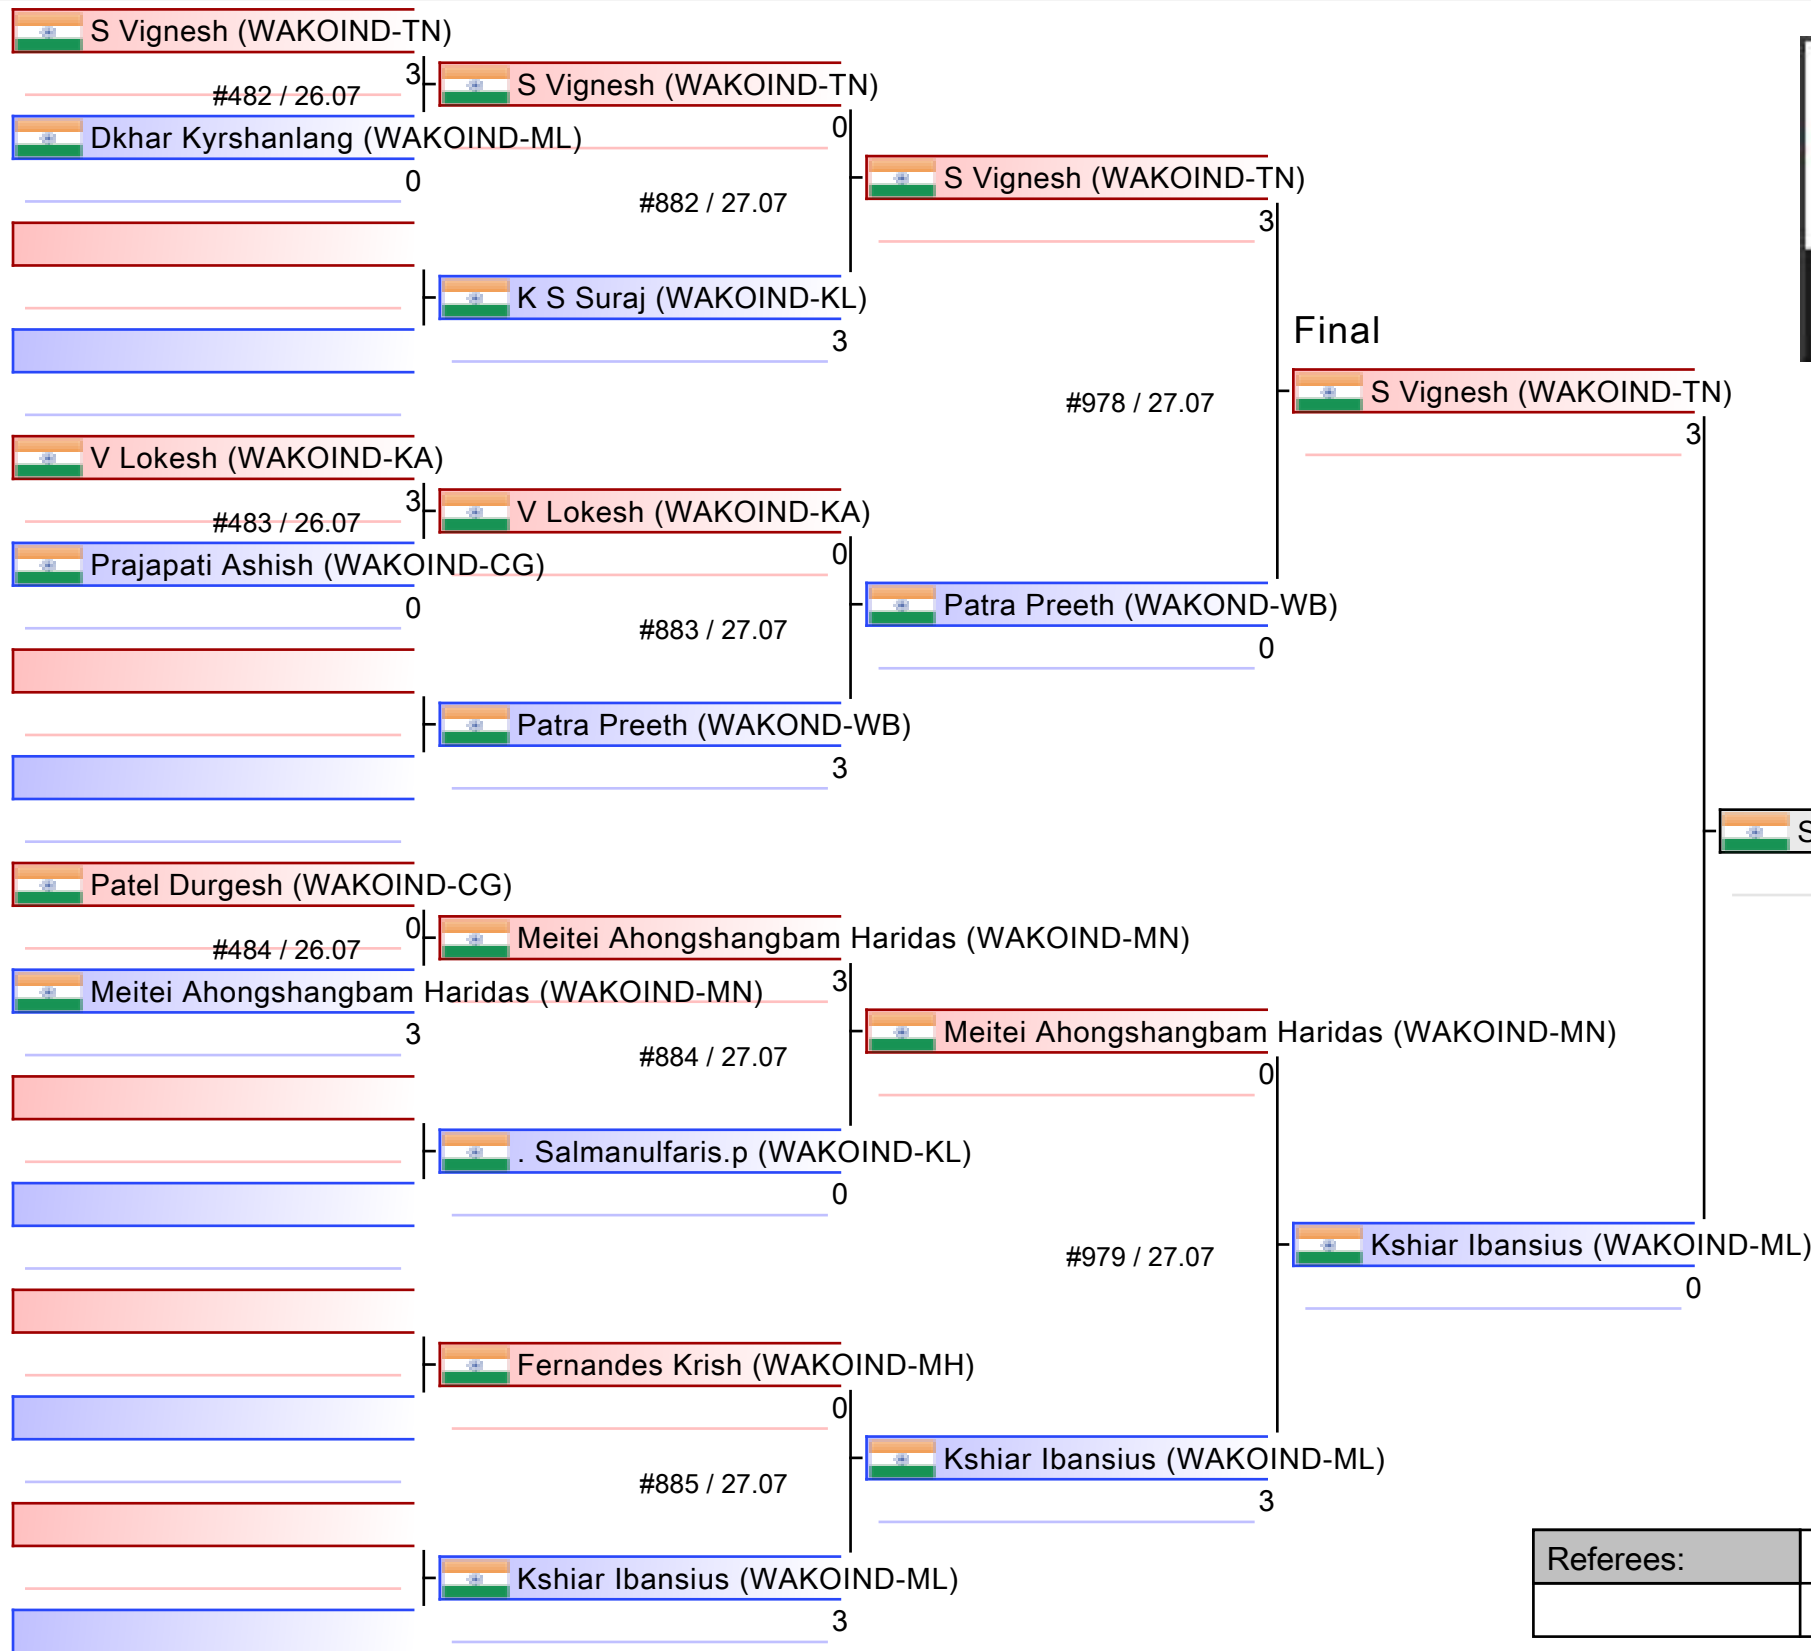 S Vignesh (WAKOIND-TN)
3
#482 / 26.07
Dkhar Kyrshanlang (WAKOIND-ML)
0
V Lokesh (WAKOIND-KA)
3
#483 / 26.07
Prajapati Ashish (WAKOIND-CG)
0
Patel Durgesh (WAKOIND-CG)
0
#484 / 26.07
Meitei Ahongshangbam Haridas (WAKOIND-MN)
3
S Vignesh (WAKOIND-TN)
0
#882 / 27.07
K S Suraj (WAKOIND-KL)
3
V Lokesh (WAKOIND-KA)
0
#883 / 27.07
Patra Preeth (WAKOND-WB)
3
Meitei Ahongshangbam Haridas (WAKOIND-MN)
3
#884 / 27.07
. Salmanulfaris.p (WAKOIND-KL)
0
Fernandes Krish (WAKOIND-MH)
0
#885 / 27.07
Kshiar Ibansius (WAKOIND-ML)
3
S Vignesh (WAKOIND-TN)
3
#978 / 27.07
Patra Preeth (WAKOND-WB)
0
Meitei Ahongshangbam Haridas (WAKOIND-MN)
0
#979 / 27.07
Kshiar Ibansius (WAKOIND-ML)
3
Final
S Vignesh (WAKOIND-TN)
3
Kshiar Ibansius (WAKOIND-ML)
0
S
Referees: